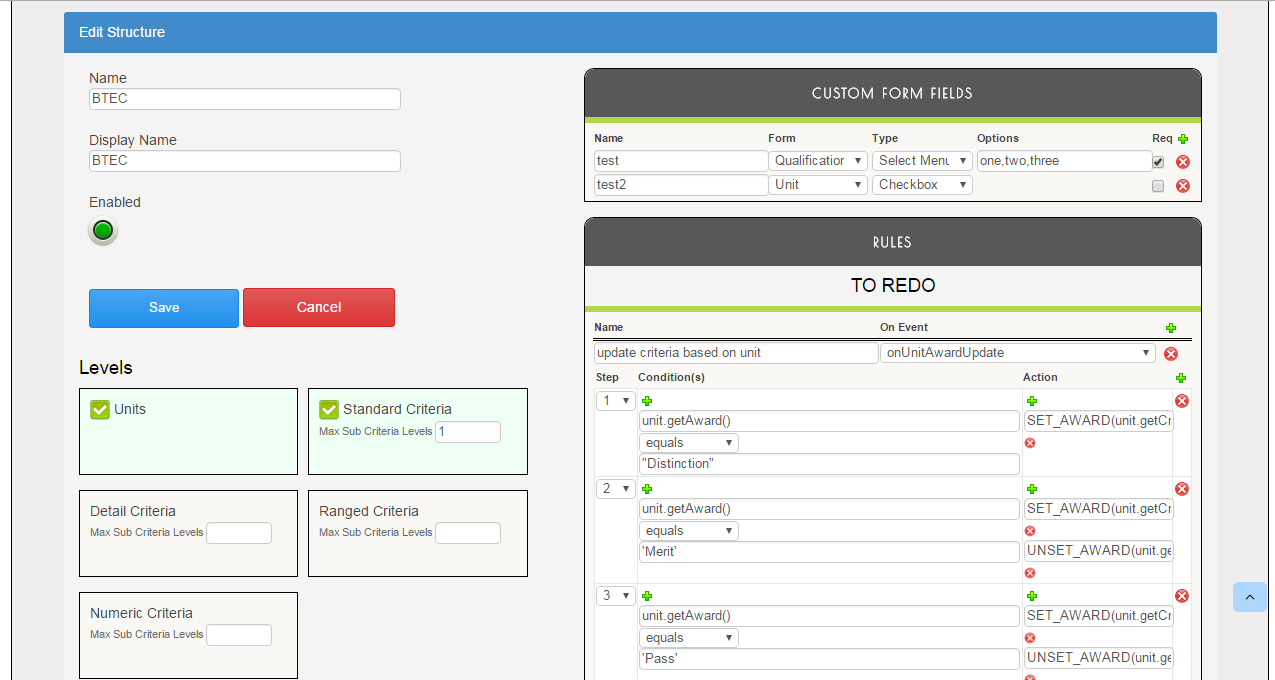 Edit Structure
Name
BTEC
Display Name
BTEC
Enabled
Save Cancel
Levels
Units
Standard Criteria
Max Sub Criteria Levels 1
Detail Criteria
Max Sub Criteria Levels
Ranged Criteria
Max Sub Criteria Levels
Numeric Criteria
Max Sub Criteria Levels
CUSTOM FORM FIELDS
Name Form Type Options Req
test Qualification Select Menu one,two,three
test2 Unit Checkbox
RULES
TO REDO
Name On Event
update criteria based on unit onUnitAwardUpdate
Step Condition(s) Action
1
unit.getAward() SET_AWARD(unit.getCr
equals
"Distinction"
2
unit.getAward() SET_AWARD(unit.getCr
equals
'Merit' UNSET_AWARD(unit.ge
3
unit.getAward() SET_AWARD(unit.getCr
equals
'Pass' UNSET_AWARD(unit.ge